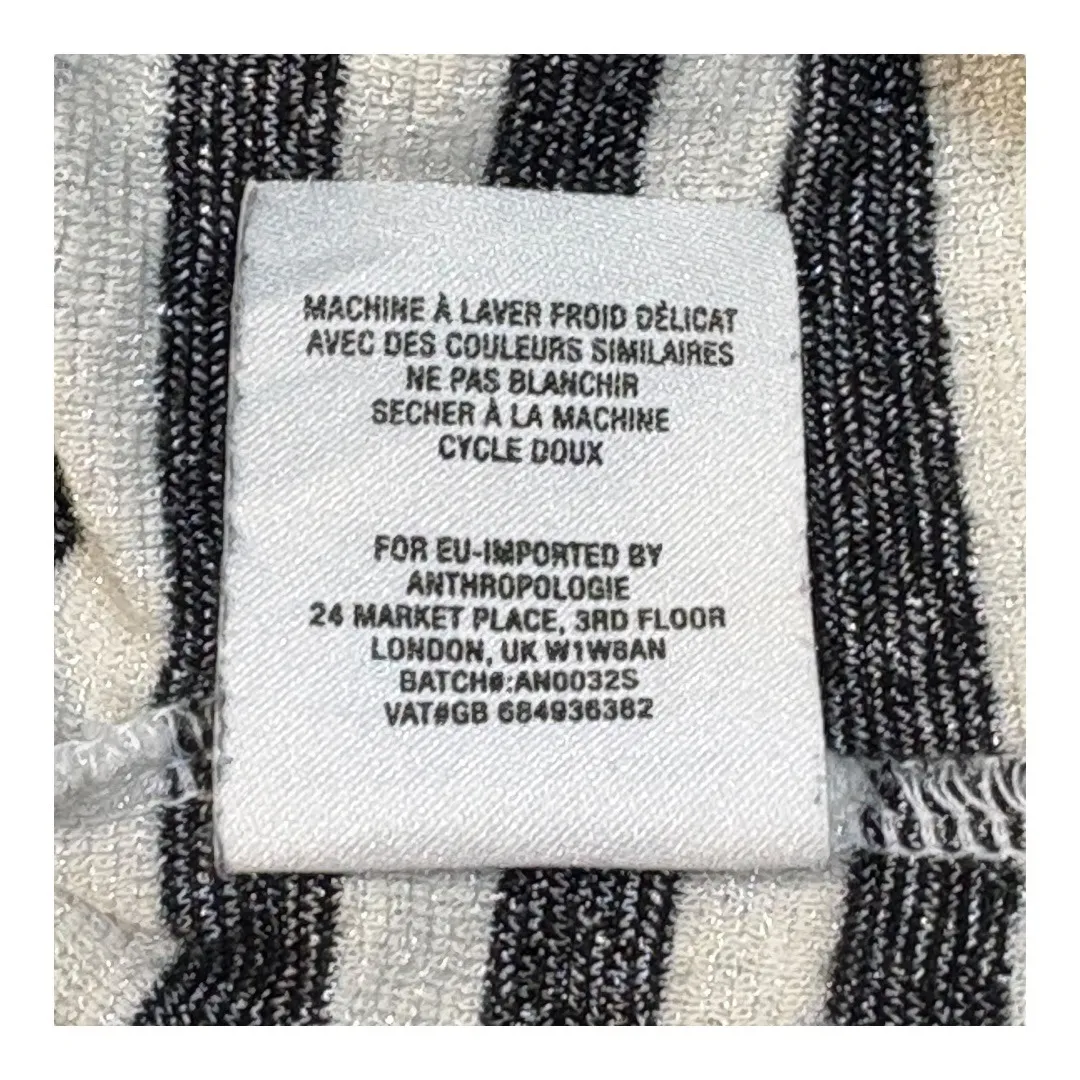 MACHINE À LAVER FROID DÉLICAT
AVEC DES COULEURS SIMILAIRES
NE PAS BLANCHIR
SECHER À LA MACHINE
CYCLE DOUX
FOR EU-IMPORTED BY
ANTHROPOLOGIE
24 MARKET PLACE, 3RD FLOOR
LONDON, UK W1W8AN
BATCH#:AN0032S
VAT#GB 684936382